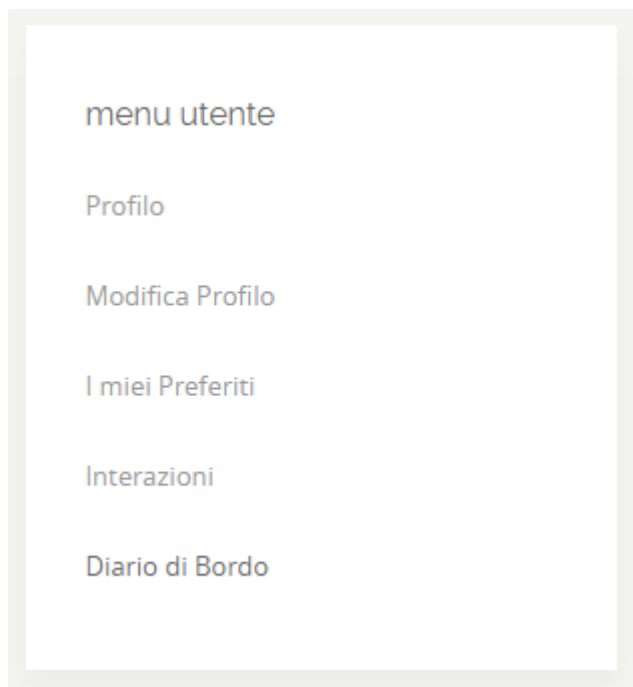 menu utente
Profilo
Modifica Profilo
I miei Preferiti
Interazioni
Diario di Bordo